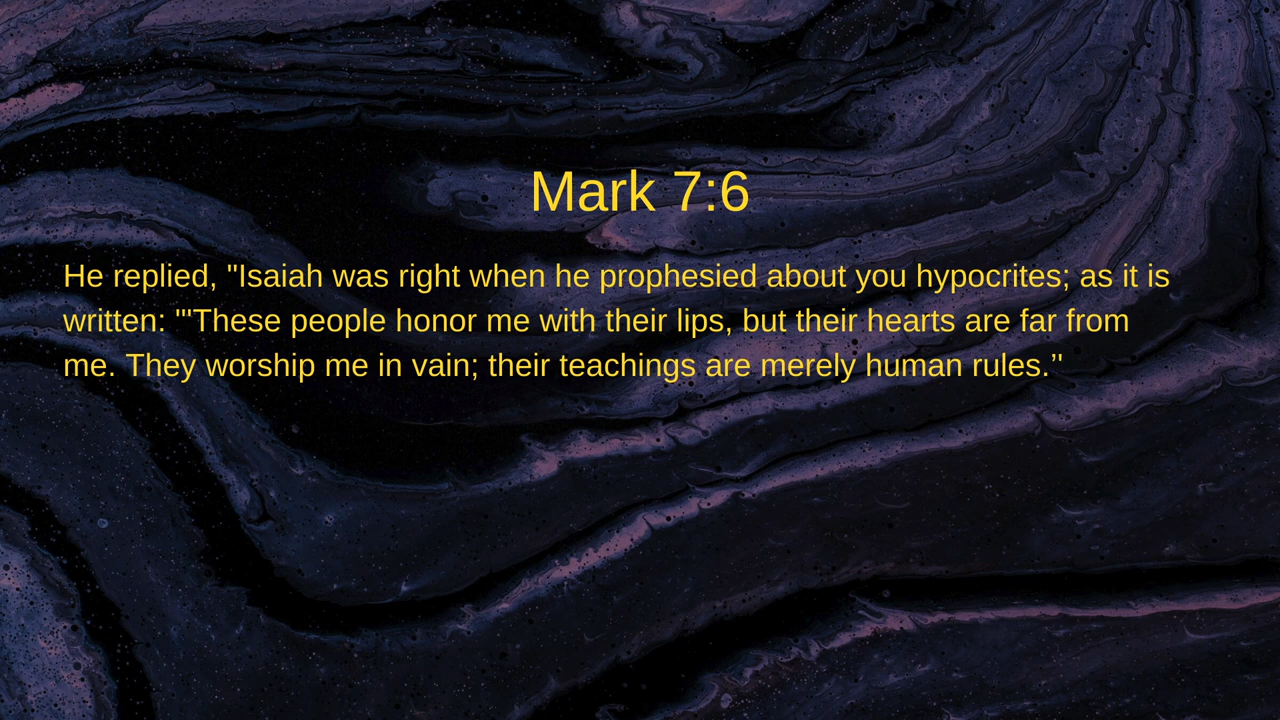 Mark 7:6
He replied, "Isaiah was right when he prophesied about you hypocrites; as it is
written: "'These people honor me with their lips, but their hearts are far from
me. They worship me in vain; their teachings are merely human rules.''